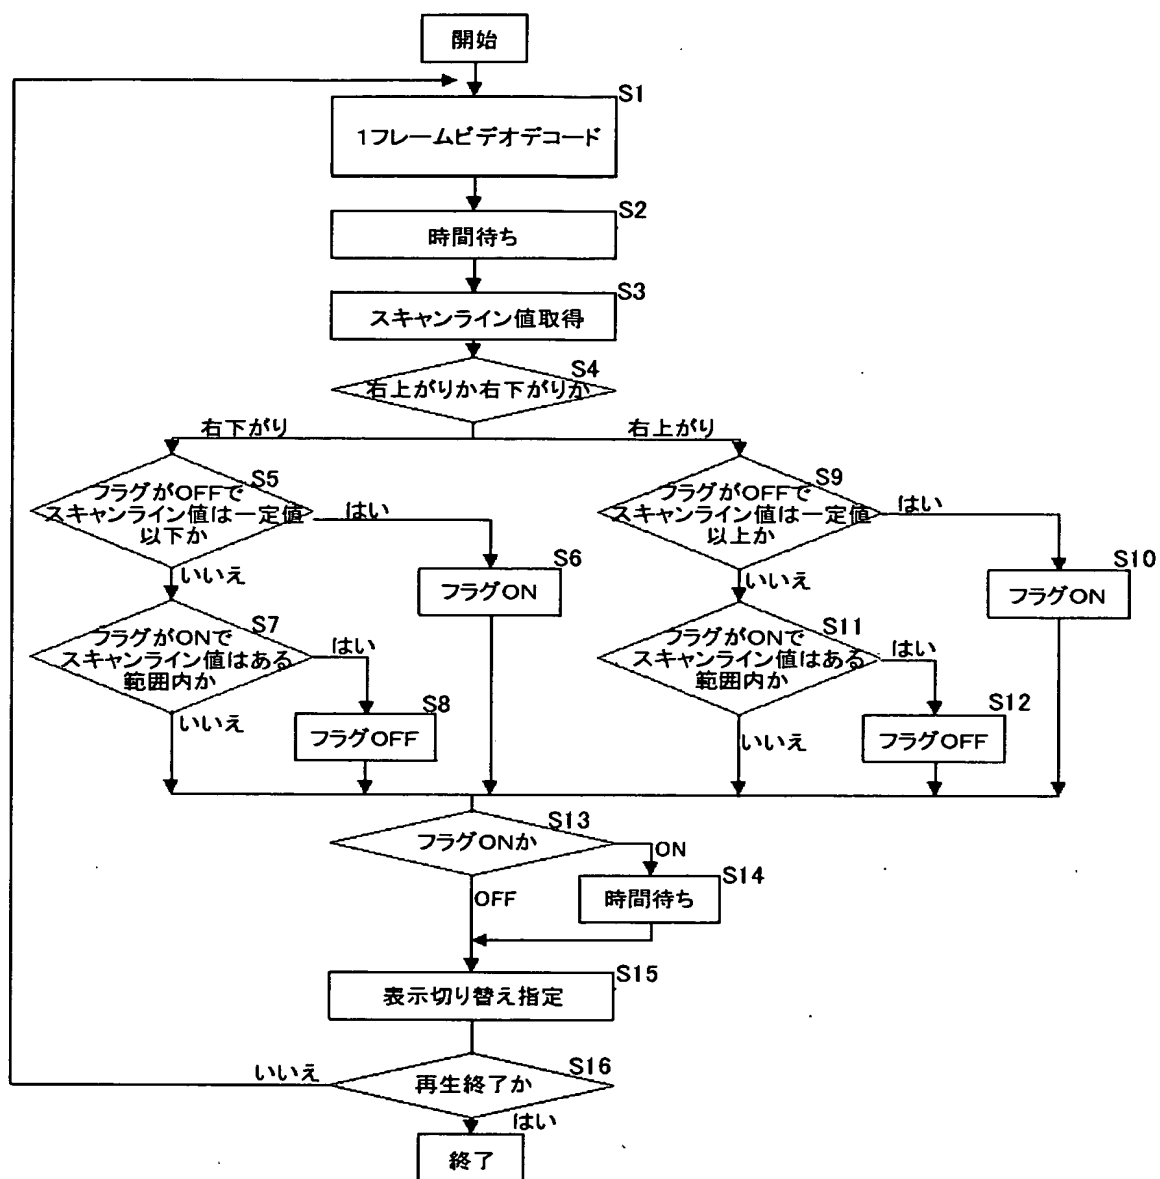 開始
S1
1フレームビデオデコード
S2
時間待ち
S3
スキャンライン値取得
S4
右上がりか右下がりか
右下がり
右上がり
S5
フラグがOFFで
スキャンライン値は一定値
以下か
はい
いいえ
S6
フラグON
S7
フラグがONで
スキャンライン値はある
範囲内か
はい
いいえ
S8
フラグOFF
S9
フラグがOFFで
スキャンライン値は一定値
以上か
はい
いいえ
S10
フラグON
S11
フラグがONで
スキャンライン値はある
範囲内か
はい
いいえ
S12
フラグOFF
S13
フラグONか
ON
OFF
S14
時間待ち
S15
表示切り替え指定
S16
再生終了か
いいえ
はい
終了